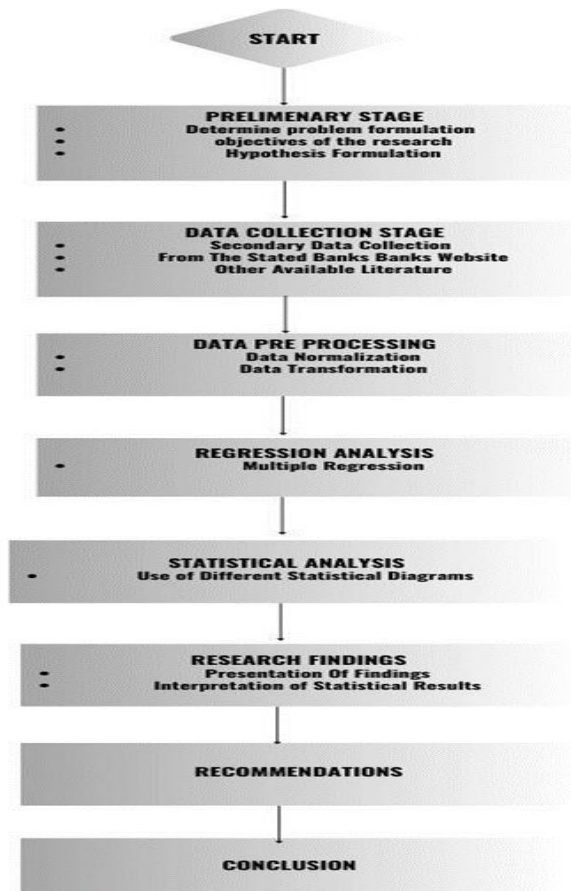 START
PRELIMENARY STAGE
• Determine problem formulation
• objectives of the research
• Hypothesis Formulation
DATA COLLECTION STAGE
• Secondary Data Collection
• From The Stated Banks Banks Website
• Other Available Literature
DATA PRE PROCESSING
• Data Normalization
• Data Transformation
REGRESSION ANALYSIS
• Multiple Regression
STATISTICAL ANALYSIS
• Use of Different Statistical Diagrams
RESEARCH FINDINGS
• Presentation Of Findings
• Interpretation of Statistical Results
RECOMMENDATIONS
CONCLUSION